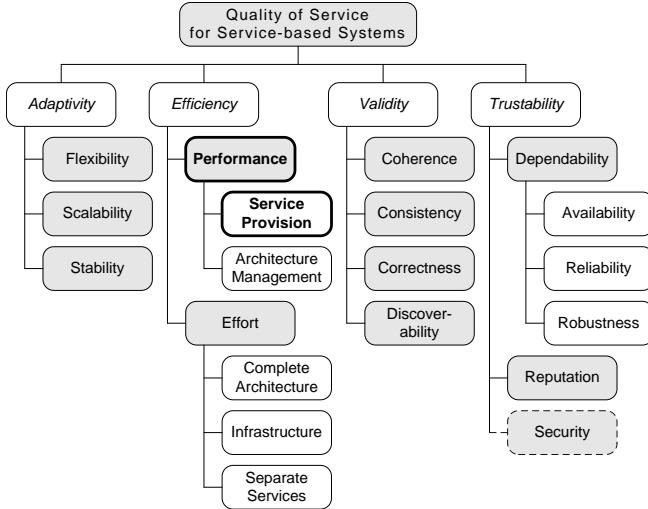 Quality of Service
for Service-based Systems
Adaptivity
Efficiency
Validity
Trustability
Flexibility
Scalability
Stability
Performance
Service
Provision
Architecture
Management
Effort
Complete
Architecture
Infrastructure
Separate
Services
Coherence
Consistency
Correctness
Discover-
ability
Dependability
Availability
Reliability
Robustness
Reputation
Security